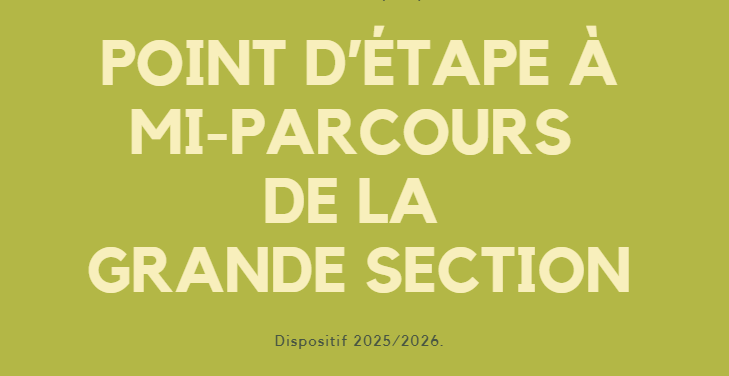 POINT D'ÉTAPE À
MI-PARCOURS
DE LA
GRANDE SECTION
Dispositif 2025/2026.